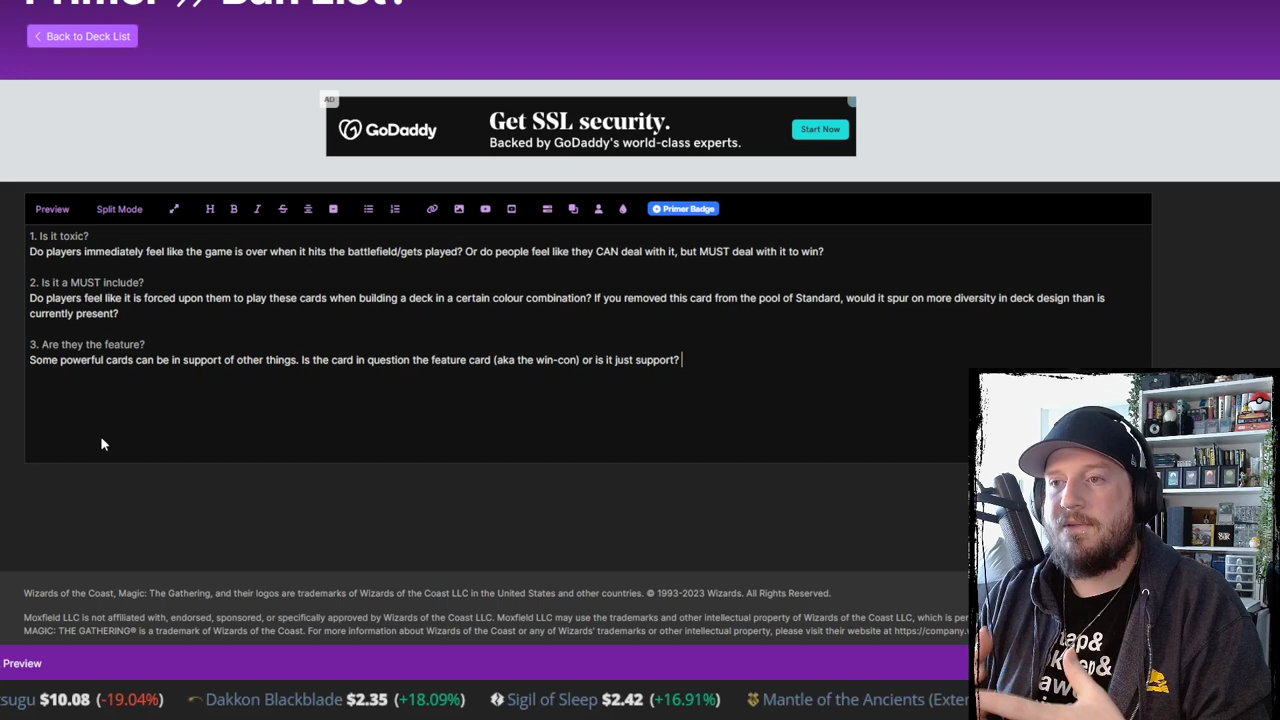 Back to Deck List
AD
GoDaddy
Get SSL security.
Backed by GoDaddy's world-class experts.
Start Now
Preview
Split Mode
H B I S
Primer Badge
1. Is it toxic?
Do players immediately feel like the game is over when it hits the battlefield/gets played? Or do people feel like they CAN deal with it, but MUST deal with it to win?
2. Is it a MUST include?
Do players feel like it is forced upon them to play these cards when building a deck in a certain colour combination? If you removed this card from the pool of Standard, would it spur on more diversity in deck design than is
currently present?
3. Are they the feature?
Some powerful cards can be in support of other things. Is the card in question the feature card (aka the win-con) or is it just support?
Wizards of the Coast, Magic: The Gathering, and their logos are trademarks of Wizards of the Coast LLC in the United States and other countries. © 1993-2023 Wizards. All Rights Reserved.
Moxfield LLC is not affiliated with, endorsed, sponsored, or specifically approved by Wizards of the Coast LLC. Moxfield LLC may use the trademarks and other intellectual property of Wizards of the Coast LLC, which is
MAGIC: THE GATHERING® is a trademark of Wizards of the Coast. For more information about Wizards of the Coast or any of Wizards' trademarks or other intellectual property, please visit their website at https://company.
Preview
$10.08 (-19.04%)
Dakkon Blackblade $2.35 (+18.09%)
Sigil of Sleep $2.42 (+16.91%)
Mantle of the Ancients